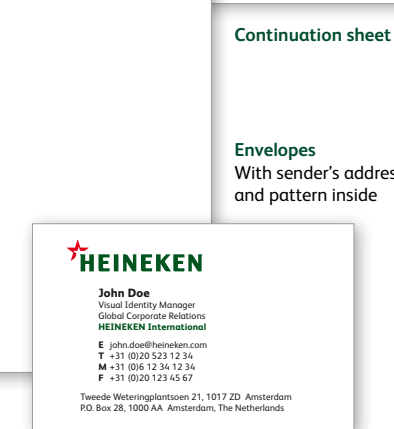 Continuation sheet
Envelopes
With sender's addres
and pattern inside
HEINEKEN
John Doe
Visual Identity Manager
Global Corporate Relations
HEINEKEN International
E john.doe@heineken.com
T +31 (0)20 523 12 34
M +31 (0)6 12 34 12 34
F +31 (0)20 123 45 67
Tweede Weteringplantsoen 21, 1017 ZD Amsterdam
P.O. Box 28, 1000 AA Amsterdam, The Netherlands